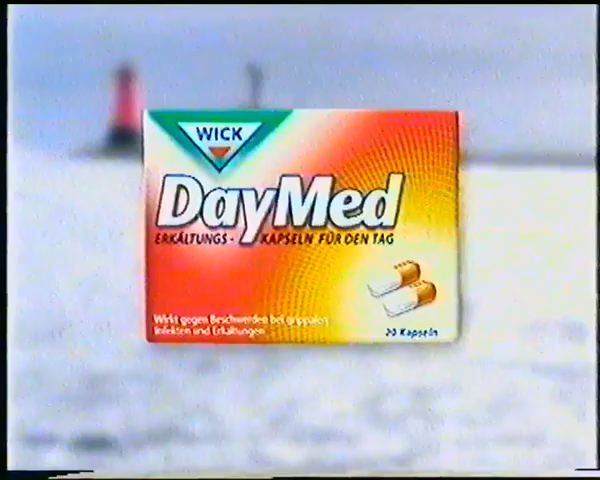 WICK
DayMed
ERKÄLTUNGS - KAPSELN FÜR DEN TAG
Wirkt gegen Beschwerden bei grippalen
Infekten und Erkältungen
20 Kapseln